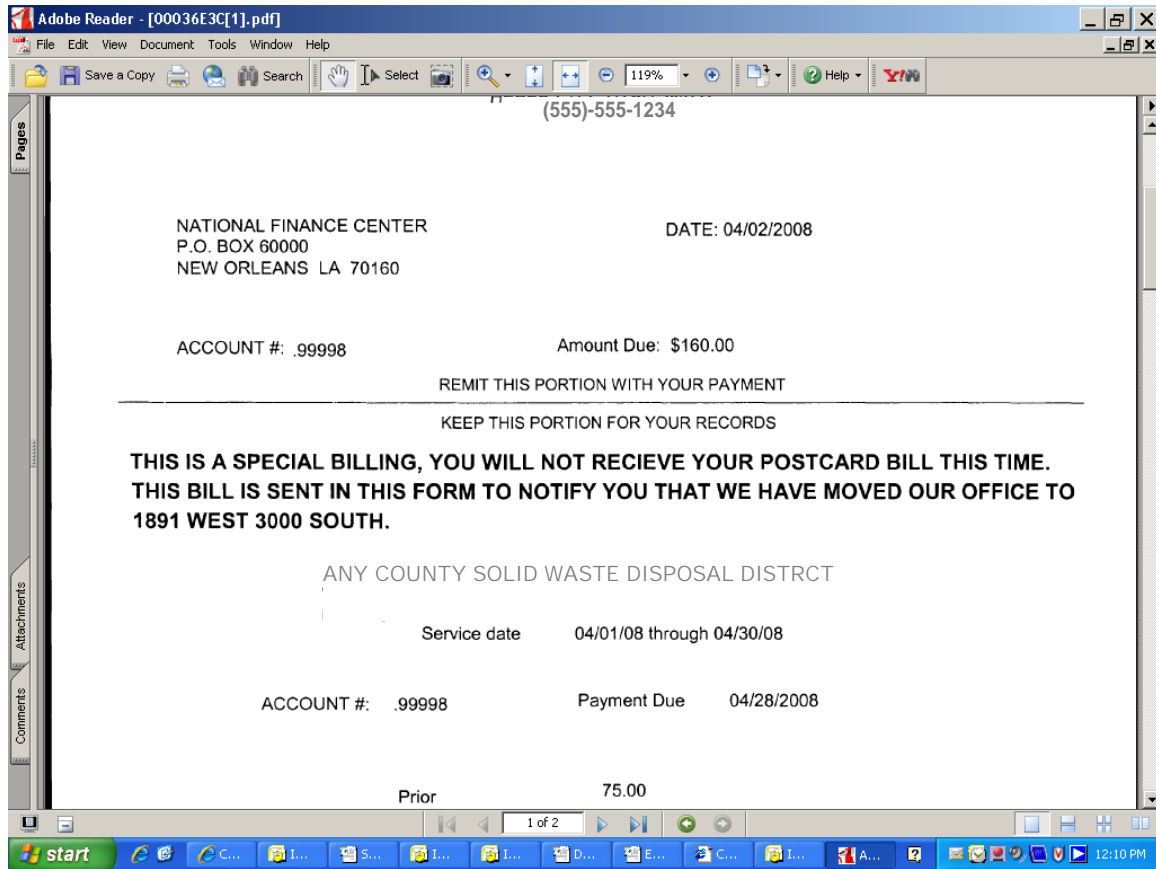 Adobe Reader - [00036E3C[1].pdf]
File Edit View Document Tools Window Help
Save a Copy Search Select 119% Help Y!
(555)-555-1234
Pages
NATIONAL FINANCE CENTER DATE: 04/02/2008
P.O. BOX 60000
NEW ORLEANS LA 70160
ACCOUNT #: .99998 Amount Due: $160.00
REMIT THIS PORTION WITH YOUR PAYMENT
KEEP THIS PORTION FOR YOUR RECORDS
THIS IS A SPECIAL BILLING, YOU WILL NOT RECIEVE YOUR POSTCARD BILL THIS TIME.
THIS BILL IS SENT IN THIS FORM TO NOTIFY YOU THAT WE HAVE MOVED OUR OFFICE TO
1891 WEST 3000 SOUTH.
ANY COUNTY SOLID WASTE DISPOSAL DISTRCT
Attachments
Service date 04/01/08 through 04/30/08
Comments
ACCOUNT #: .99998 Payment Due 04/28/2008
Prior 75.00
1 of 2
start C... I... S... I... I... D... E... C... I... A... 12:10 PM